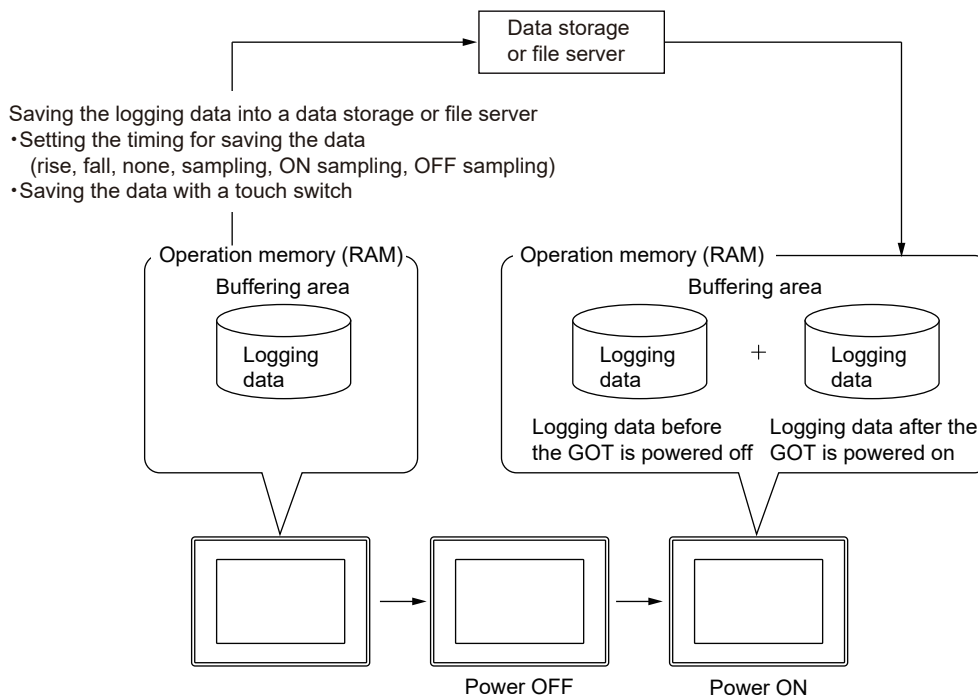 Data storage
or file server
Saving the logging data into a data storage or file server
・Setting the timing for saving the data
(rise, fall, none, sampling, ON sampling, OFF sampling)
・Saving the data with a touch switch
Operation memory (RAM)
Buffering area
Logging
data
Operation memory (RAM)
Buffering area
Logging
data
+
Logging
data
Logging data before
the GOT is powered off
Logging data after the
GOT is powered on
Power OFF
Power ON